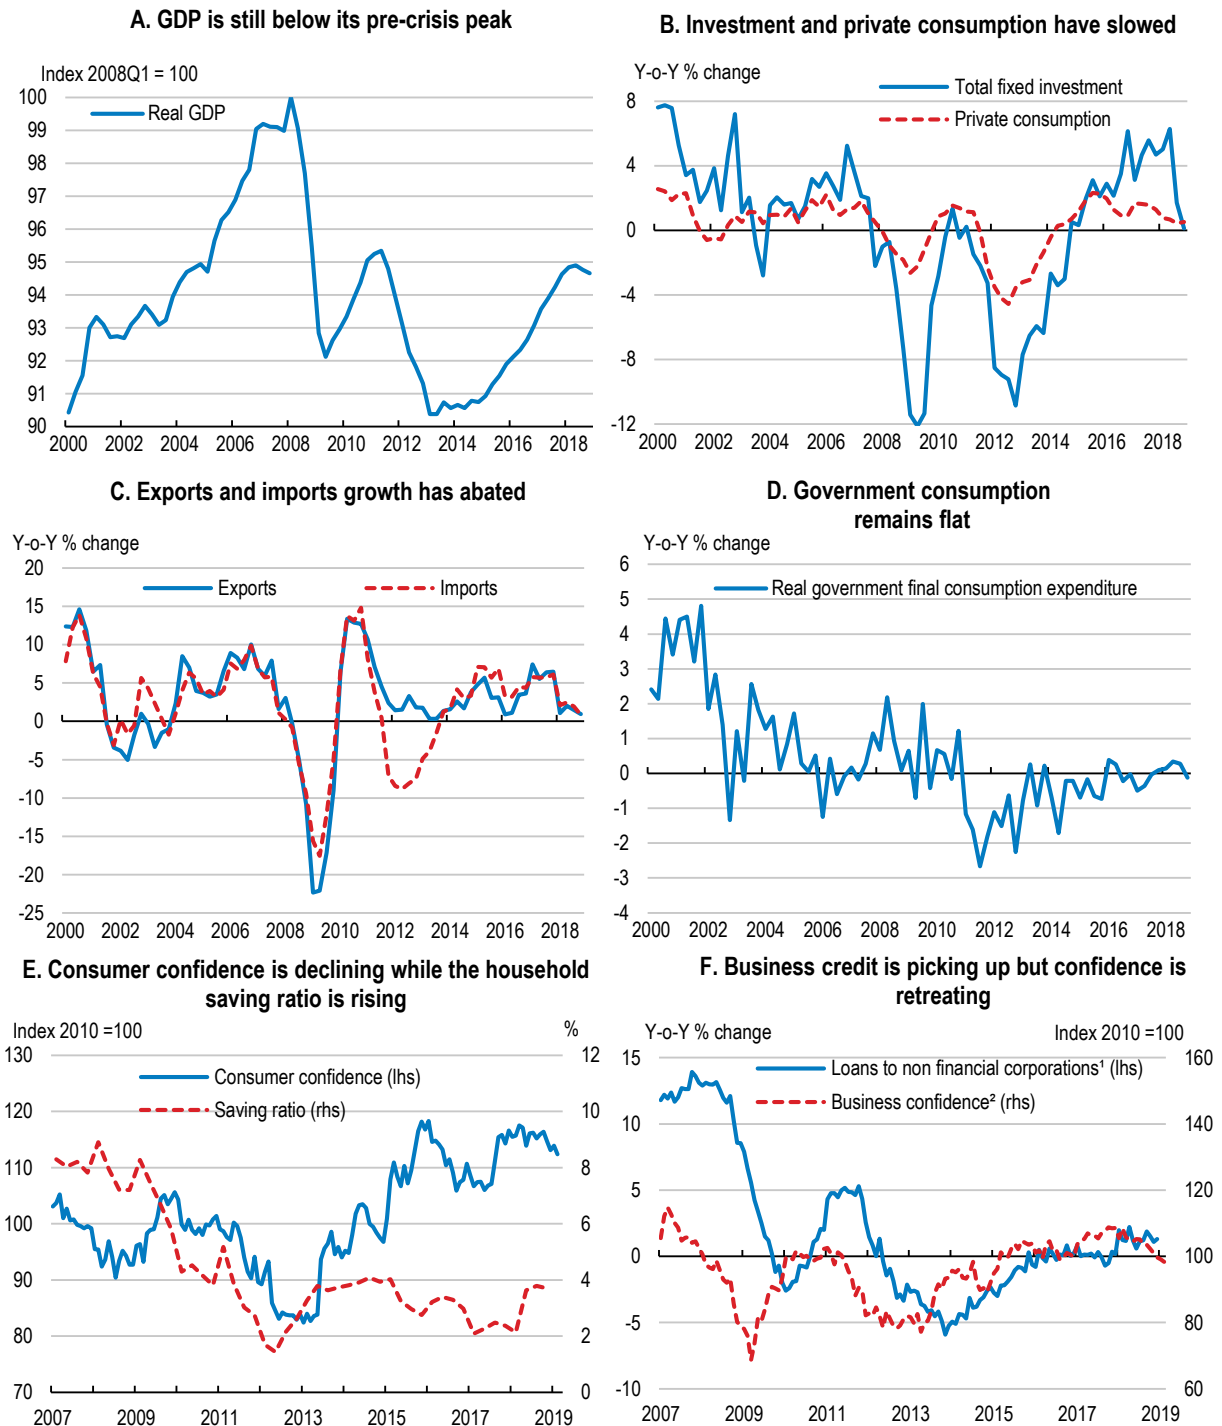 A. GDP is still below its pre-crisis peak
Index 2008Q1 = 100
Real GDP
100
99
98
97
96
95
94
93
92
91
90
2000 2002 2004 2006 2008 2010 2012 2014 2016 2018
B. Investment and private consumption have slowed
Y-o-Y % change
Total fixed investment
Private consumption
8
4
0
-4
-8
-12
2000 2002 2004 2006 2008 2010 2012 2014 2016 2018
C. Exports and imports growth has abated
Y-o-Y % change
Exports Imports
20
15
10
5
0
-5
-10
-15
-20
-25
2000 2002 2004 2006 2008 2010 2012 2014 2016 2018
D. Government consumption
remains flat
Y-o-Y % change
Real government final consumption expenditure
6
5
4
3
2
1
0
-1
-2
-3
-4
2000 2002 2004 2006 2008 2010 2012 2014 2016 2018
E. Consumer confidence is declining while the household
saving ratio is rising
Index 2010 =100 %
Consumer confidence (lhs)
Saving ratio (rhs)
130 12
120 10
110 8
100 6
90 4
80 2
70 0
2007 2009 2011 2013 2015 2017 2019
F. Business credit is picking up but confidence is
retreating
Y-o-Y % change Index 2010 =100
Loans to non financial corporations¹ (lhs)
Business confidence² (rhs)
15 160
10 140
5 120
0 100
-5 80
-10 60
2007 2009 2011 2013 2015 2017 2019